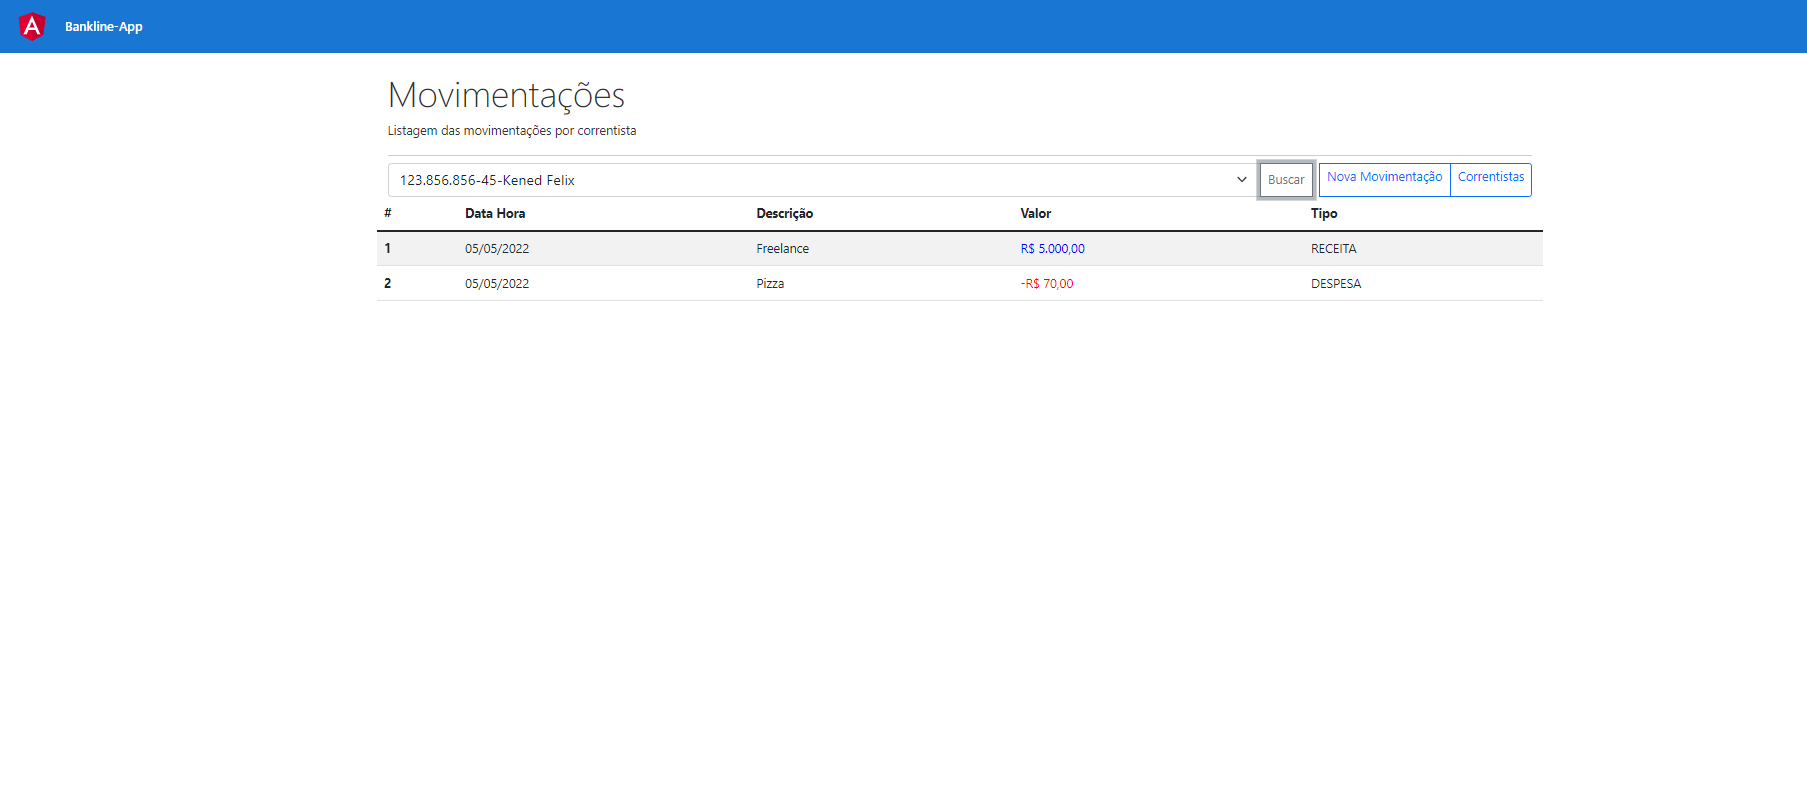 Bankline-App
Movimentações
Listagem das movimentações por correntista
123.856.856-45-Kened Felix Buscar Nova Movimentação Correntistas
# Data Hora Descrição Valor Tipo
1 05/05/2022 Freelance R$ 5.000,00 RECEITA
2 05/05/2022 Pizza -R$ 70,00 DESPESA